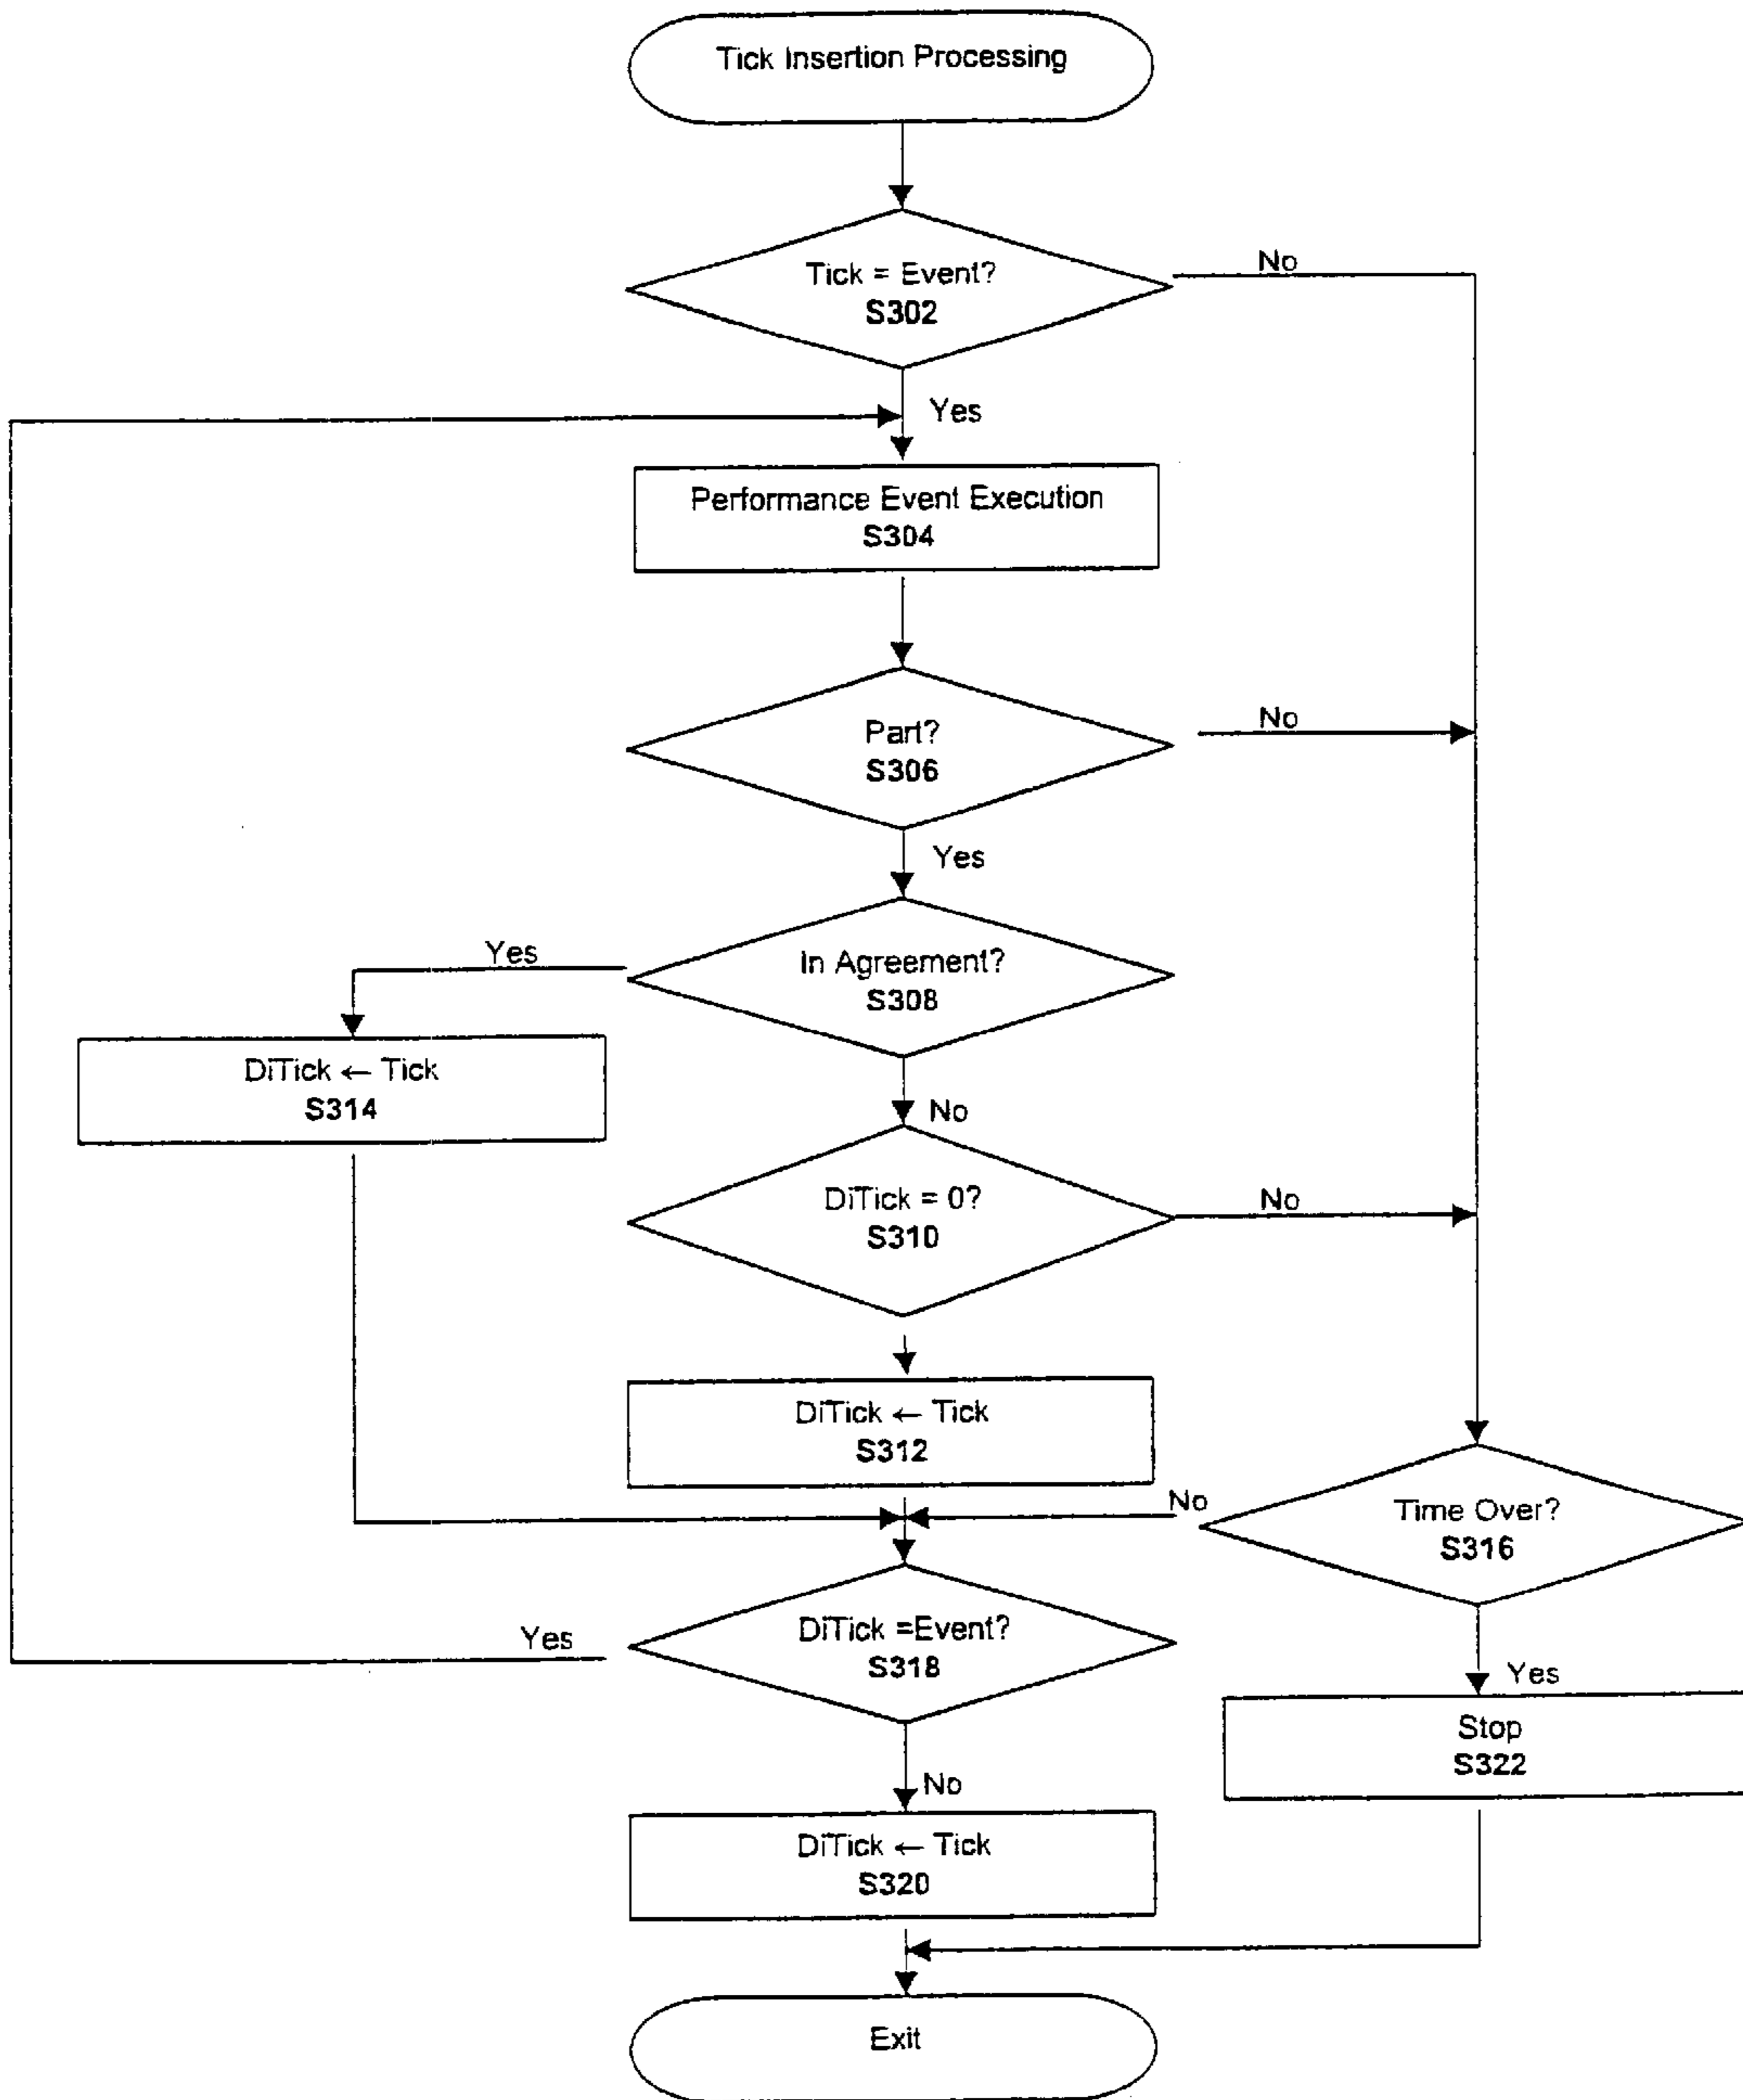 Tick Insertion Processing
Tick = Event?
S302
No
Yes
Performance Event Execution
S304
Part?
S306
No
Yes
In Agreement?
S308
Yes
DiTick ← Tick
S314
No
DiTick = 0?
S310
No
DiTick ← Tick
S312
No
Time Over?
S316
DiTick =Event?
S318
Yes
Yes
Stop
S322
No
DiTick ← Tick
S320
Exit